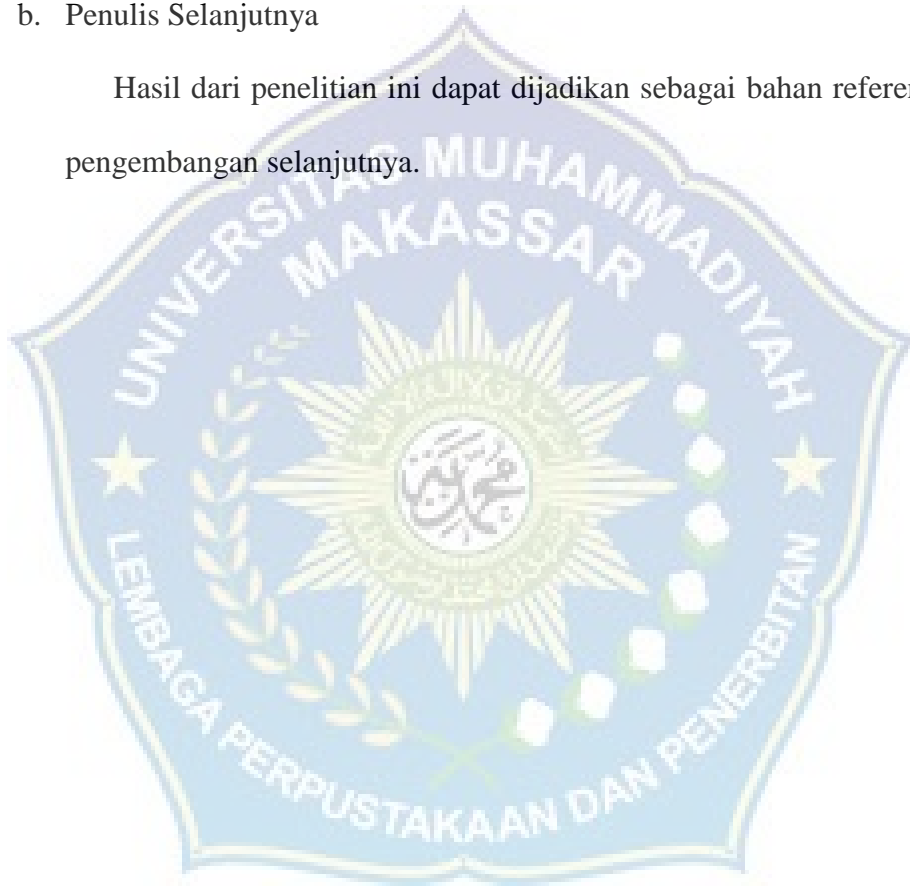 b. Penulis Selanjutnya
Hasil dari penelitian ini dapat dijadikan sebagai bahan
pengembangan selanjutnya.
UNIVERSITAS MUHAMMADIYAH
MAKASSAR
LEMBAGA PERPUSTAKAAN DAN PENERBITAN